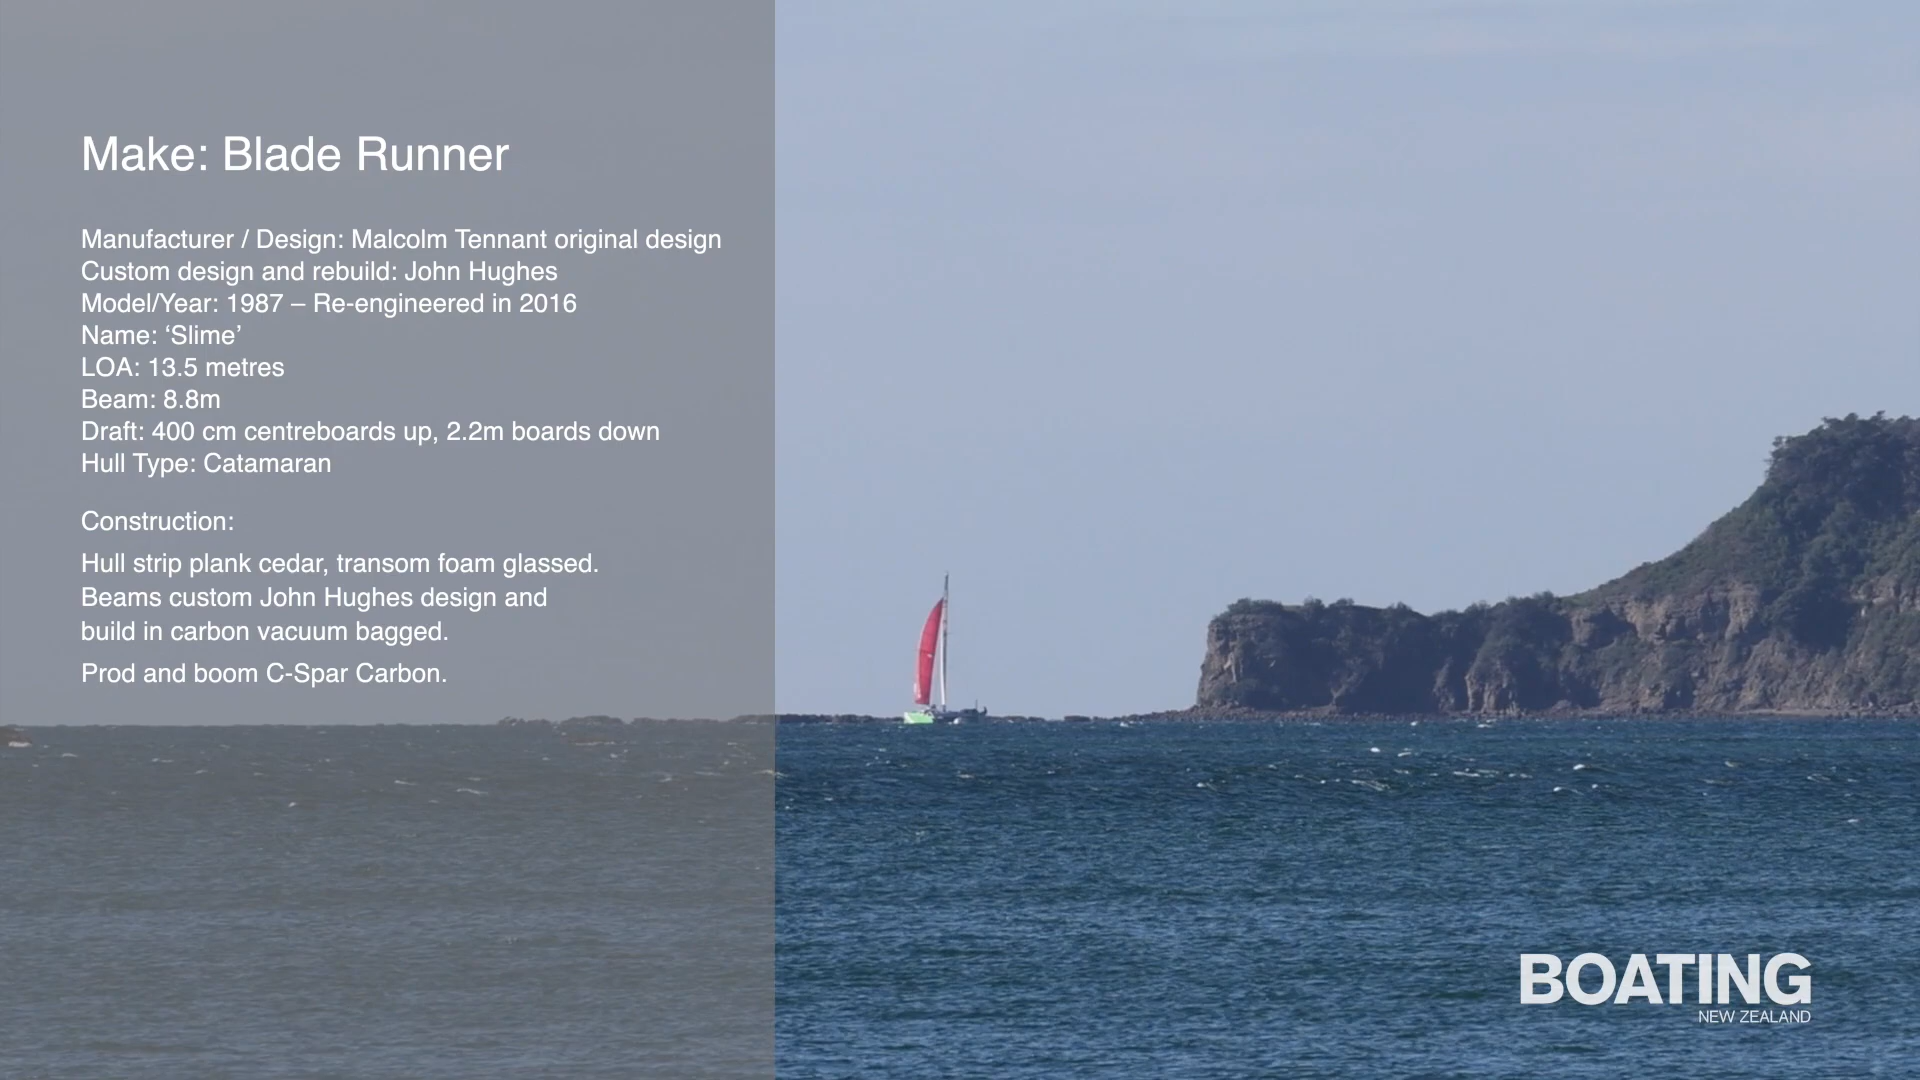 Make: Blade Runner
Manufacturer / Design: Malcolm Tennant original design
Custom design and rebuild: John Hughes
Model/Year: 1987 – Re-engineered in 2016
Name: ‘Slime’
LOA: 13.5 metres
Beam: 8.8m
Draft: 400 cm centreboards up, 2.2m boards down
Hull Type: Catamaran
Construction:
Hull strip plank cedar, transom foam glassed.
Beams custom John Hughes design and
build in carbon vacuum bagged.
Prod and boom C-Spar Carbon.
BOATING
NEW ZEALAND